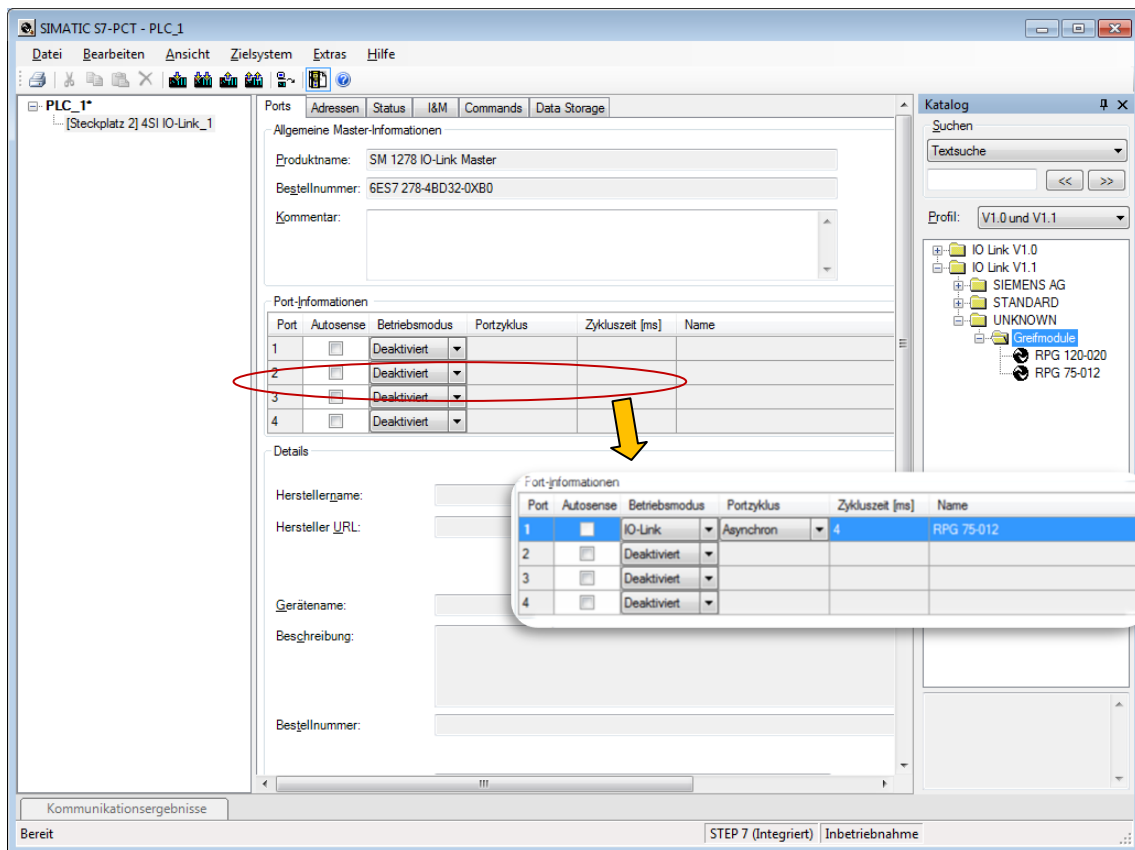 SIMATIC S7-PCT - PLC_1
Datei Bearbeiten Ansicht Zielsystem Extras Hilfe
PLC_1*
[Steckplatz 2] 4SI IO-Link_1
Ports Adressen Status I&M Commands Data Storage
Allgemeine Master-Informationen
Produktname: SM 1278 IO-Link Master
Bestellnummer: 6ES7 278-4BD32-0XB0
Kommentar:
Port-Informationen
Port Autosense Betriebsmodus Portzyklus Zykluszeit [ms] Name
1 Deaktiviert
2 Deaktiviert
3 Deaktiviert
4 Deaktiviert
Details
Herstellername:
Hersteller URL:
Gerätename:
Beschreibung:
Bestellnummer:
Port-Informationen
Port Autosense Betriebsmodus Portzyklus Zykluszeit [ms] Name
1 IO-Link Asynchron 4 RPG 75-012
2 Deaktiviert
3 Deaktiviert
4 Deaktiviert
Katalog
Suchen
Textsuche
<< >>
Profil: V1.0 und V1.1
IO Link V1.0
IO Link V1.1
SIEMENS AG
STANDARD
UNKNOWN
Greifmodule
RPG 120-020
RPG 75-012
Kommunikationsergebnisse
Bereit STEP 7 (Integriert) Inbetriebnahme